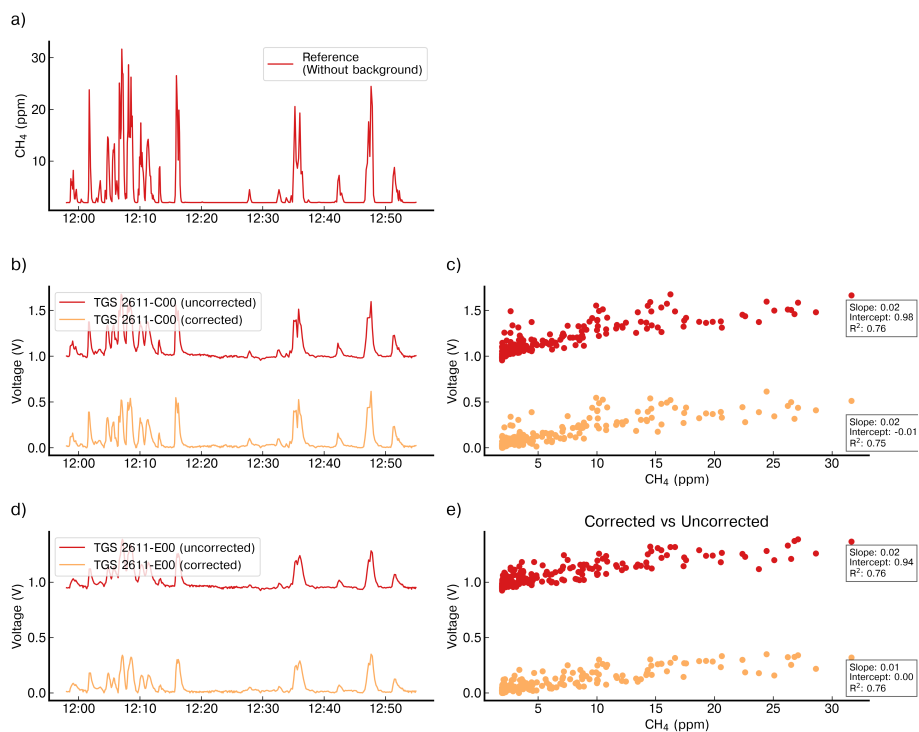 a)
30
20
10
CH₄ (ppm)
Reference
(Without background)
12:00 12:10 12:20 12:30 12:40 12:50
b)
1.5
1.0
0.5
0.0
Voltage (V)
TGS 2611-C00 (uncorrected)
TGS 2611-C00 (corrected)
12:00 12:10 12:20 12:30 12:40 12:50
c)
1.5
1.0
0.5
0.0
Voltage (V)
Slope: 0.02
Intercept: 0.98
R²: 0.76
Slope: 0.02
Intercept: -0.01
R²: 0.75
5 10 15 20 25 30
CH₄ (ppm)
d)
1.0
0.5
0.0
Voltage (V)
TGS 2611-E00 (uncorrected)
TGS 2611-E00 (corrected)
12:00 12:10 12:20 12:30 12:40 12:50
e)
Corrected vs Uncorrected
1.0
0.5
0.0
Voltage (V)
Slope: 0.02
Intercept: 0.94
R²: 0.76
Slope: 0.01
Intercept: 0.00
R²: 0.76
5 10 15 20 25 30
CH₄ (ppm)